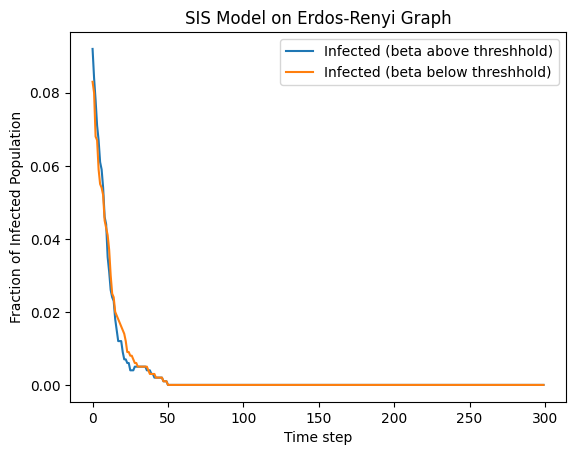 SIS Model on Erdos-Renyi Graph
Infected (beta above threshhold)
Infected (beta below threshhold)
Fraction of Infected Population
0.08
0.06
0.04
0.02
0.00
0 50 100 150 200 250 300
Time step